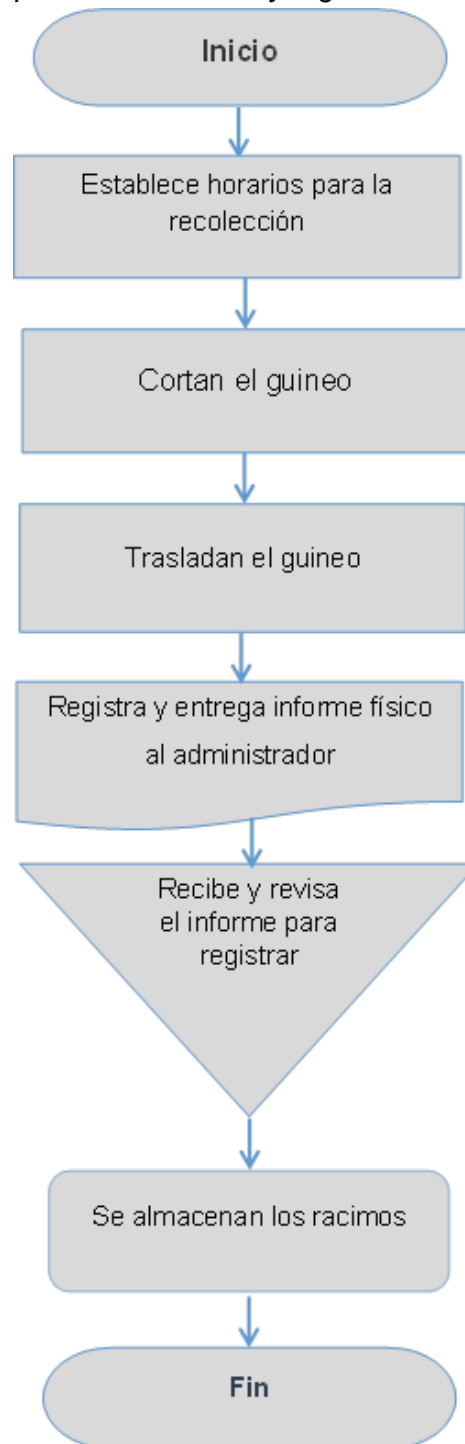 Inicio
Establece horarios para la
recolección
Cortan el guineo
Trasladan el guineo
Registra y entrega informe físico
al administrador
Recibe y revisa
el informe para
registrar
Se almacenan los racimos
Fin